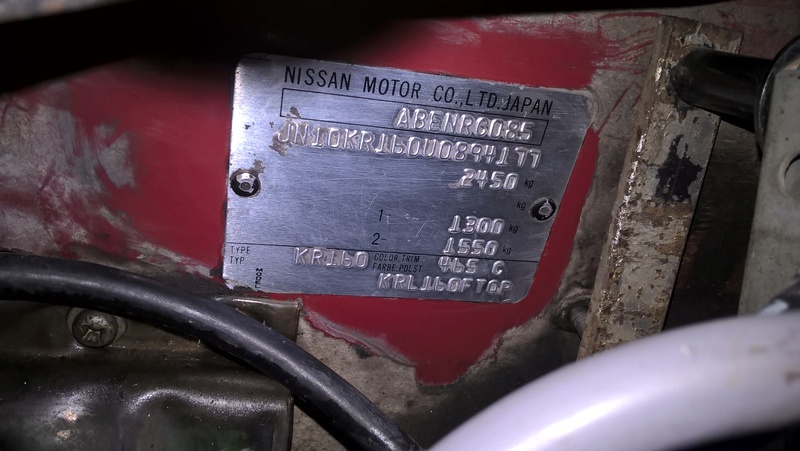 NISSAN MOTOR CO.,LTD.JAPAN
ABENRG085
JN10KR160U0894177
2450 kg
kg
1- 1300 kg
2- 1550 kg
TYPE TYP KR160 COLOR.TRIM. FARBE.POLST 465 C
KRL160FTQP